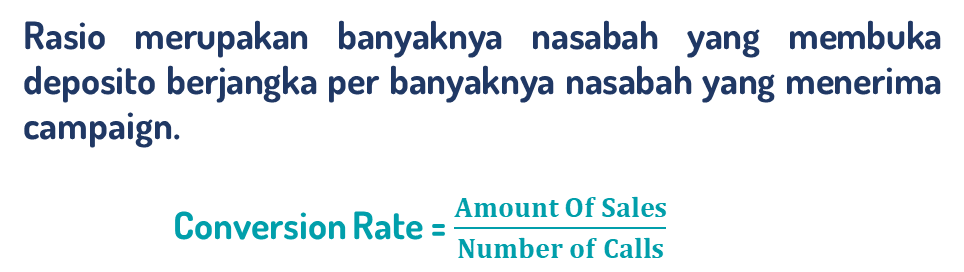 Rasio merupakan banyaknya nasabah yang membuka
deposito berjangka per banyaknya nasabah yang menerima
campaign.
Conversion Rate = Amount Of Sales
Number of Calls